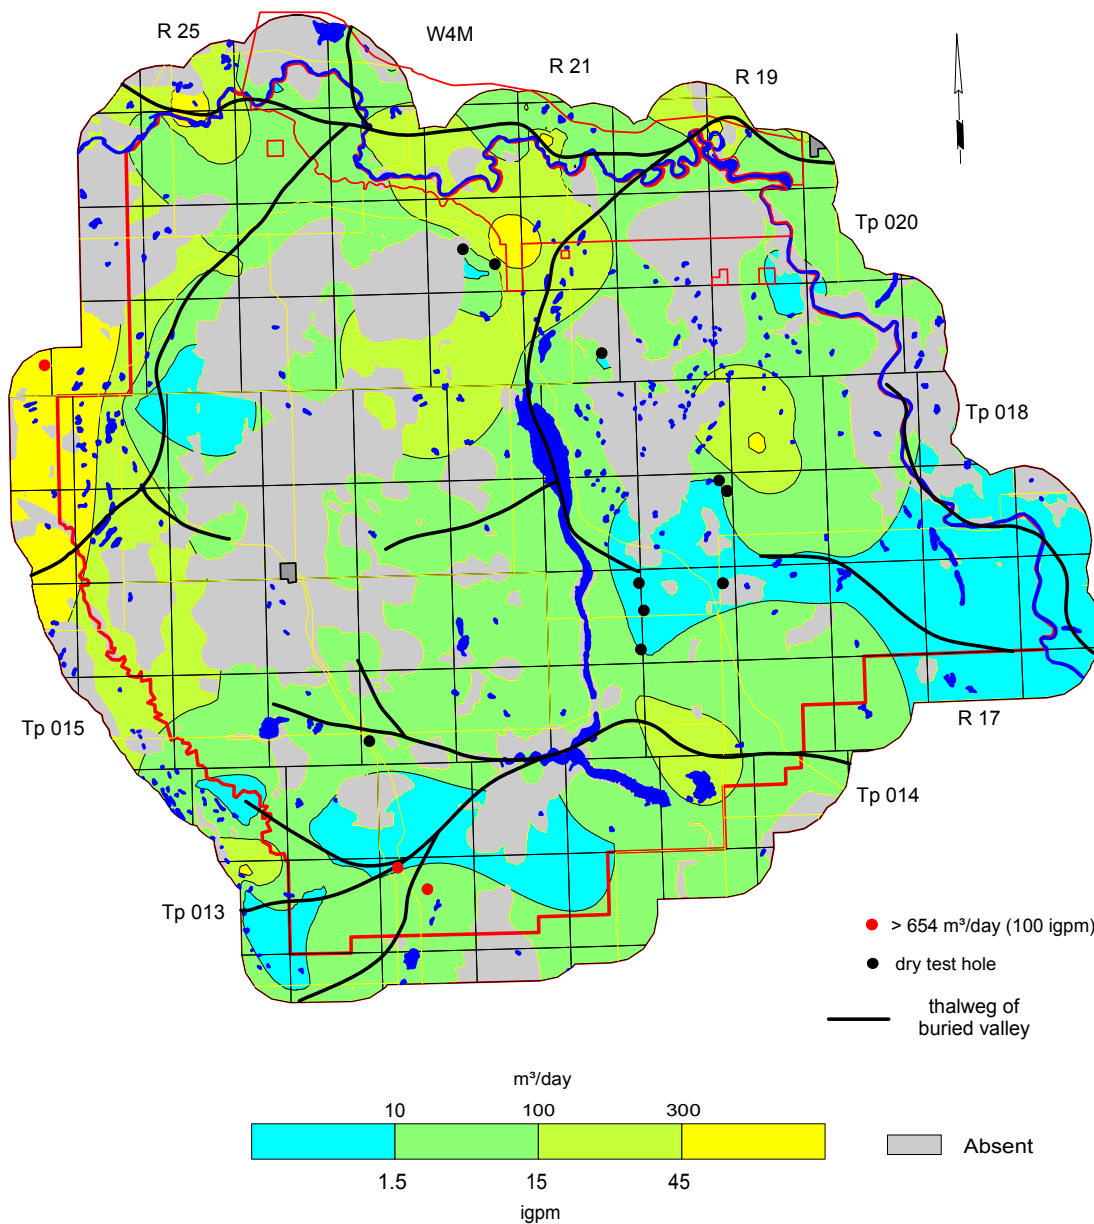 R 25
W4M
R 21
R 19
Tp 020
Tp 018
Tp 015
R 17
Tp 014
Tp 013
> 654 m³/day (100 igpm)
dry test hole
thalweg of
buried valley
m³/day
10 100 300
Absent
1.5 15 45
igpm